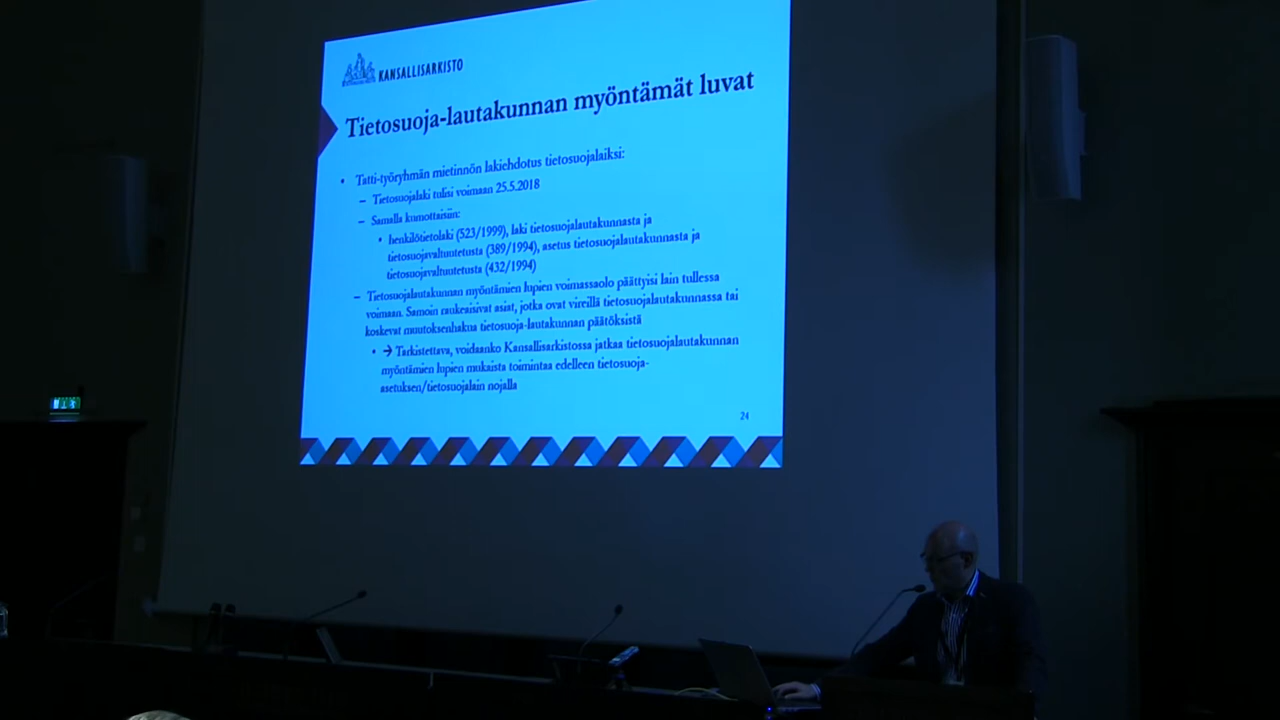 KANSALLISARKISTO
Tietosuoja-lautakunnan myöntämät luvat
• Tatti-työryhmän mietinnön lakiehdotus tietosuojalaiksi:
– Tietosuojalaki tulisi voimaan 25.5.2018
– Samalla kumottaisiin:
• henkilötietolaki (523/1999), laki tietosuojalautakunnasta ja
tietosuojavaltuutetusta (389/1994), asetus tietosuojalautakunnasta ja
tietosuojavaltuutetusta (432/1994)
– Tietosuojalautakunnan myöntämien lupien voimassaolo päättyisi lain tullessa
voimaan. Samoin raukeaisivat asiat, jotka ovat vireillä tietosuojalautakunnassa tai
koskevat muutoksenhakua tietosuoja-lautakunnan päätöksistä
• → Tarkistettava, voidaanko Kansallisarkistossa jatkaa tietosuojalautakunnan
myöntämien lupien mukaista toimintaa edelleen tietosuoja-
asetuksen/tietosuojalain nojalla
24